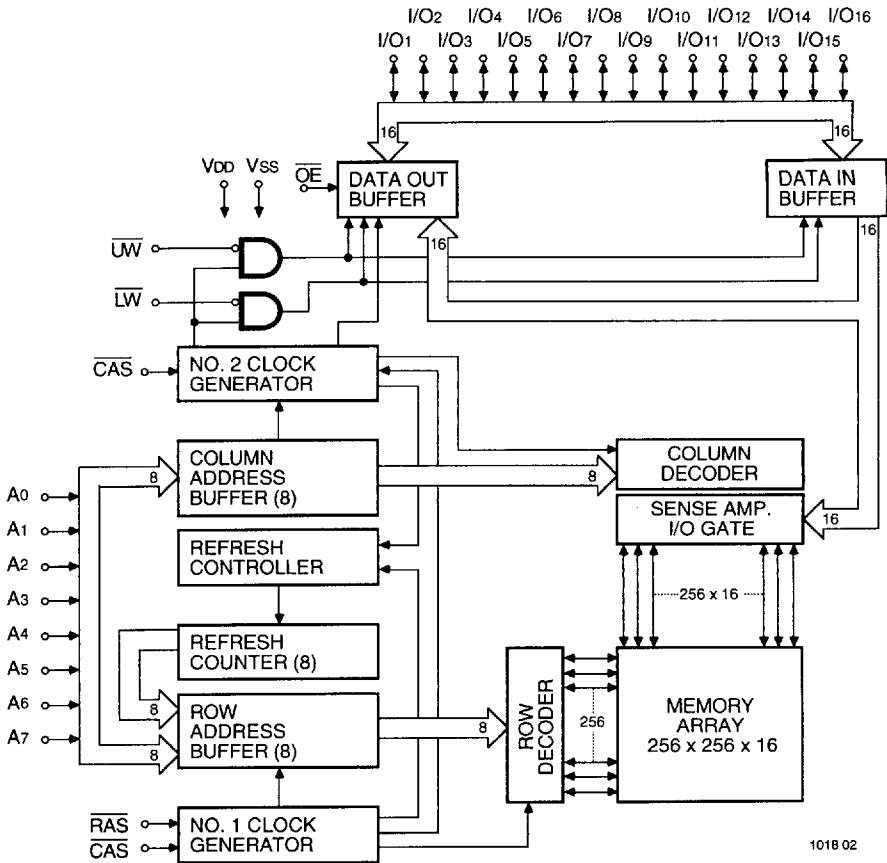 I/O2 I/O4 I/O6 I/O8 I/O10 I/O12 I/O14 I/O16
I/O1 I/O3 I/O5 I/O7 I/O9 I/O11 I/O13 I/O15
16
16
VDD VSS
OE
DATA OUT
BUFFER
DATA IN
BUFFER
16
16
UW
LW
CAS
NO. 2 CLOCK
GENERATOR
8
COLUMN
ADDRESS
BUFFER (8)
8
COLUMN
DECODER
SENSE AMP.
I/O GATE
16
A0
A1
A2
A3
A4
A5
A6
A7
REFRESH
CONTROLLER
256 x 16
REFRESH
COUNTER (8)
8
8
ROW
ADDRESS
BUFFER (8)
8
ROW
DECODER
256
MEMORY
ARRAY
256 x 256 x 16
RAS
CAS
NO. 1 CLOCK
GENERATOR
1018 02